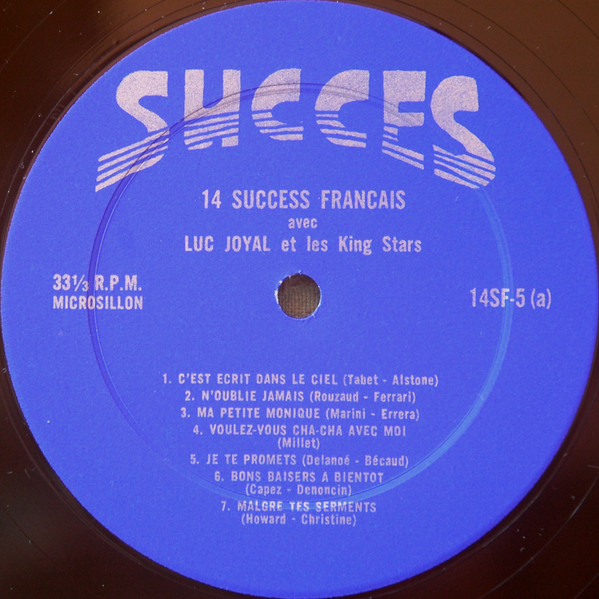 SUCCES
14 SUCCESS FRANCAIS
avec
LUC JOYAL et les King Stars
33⅓ R.P.M.
MICROSILLON
14SF-5 (a)
1. C'EST ECRIT DANS LE CIEL (Tabet - Alstone)
2. N'OUBLIE JAMAIS (Rouzaud - Ferrari)
3. MA PETITE MONIQUE (Marini - Errera)
4. VOULEZ-VOUS CHA-CHA AVEC MOI
(Millet)
5. JE TE PROMETS (Delanoé - Bécaud)
6. BONS BAISERS A BIENTOT
(Capez - Denoncin)
7. MALGRE TES SERMENTS
(Howard - Christine)